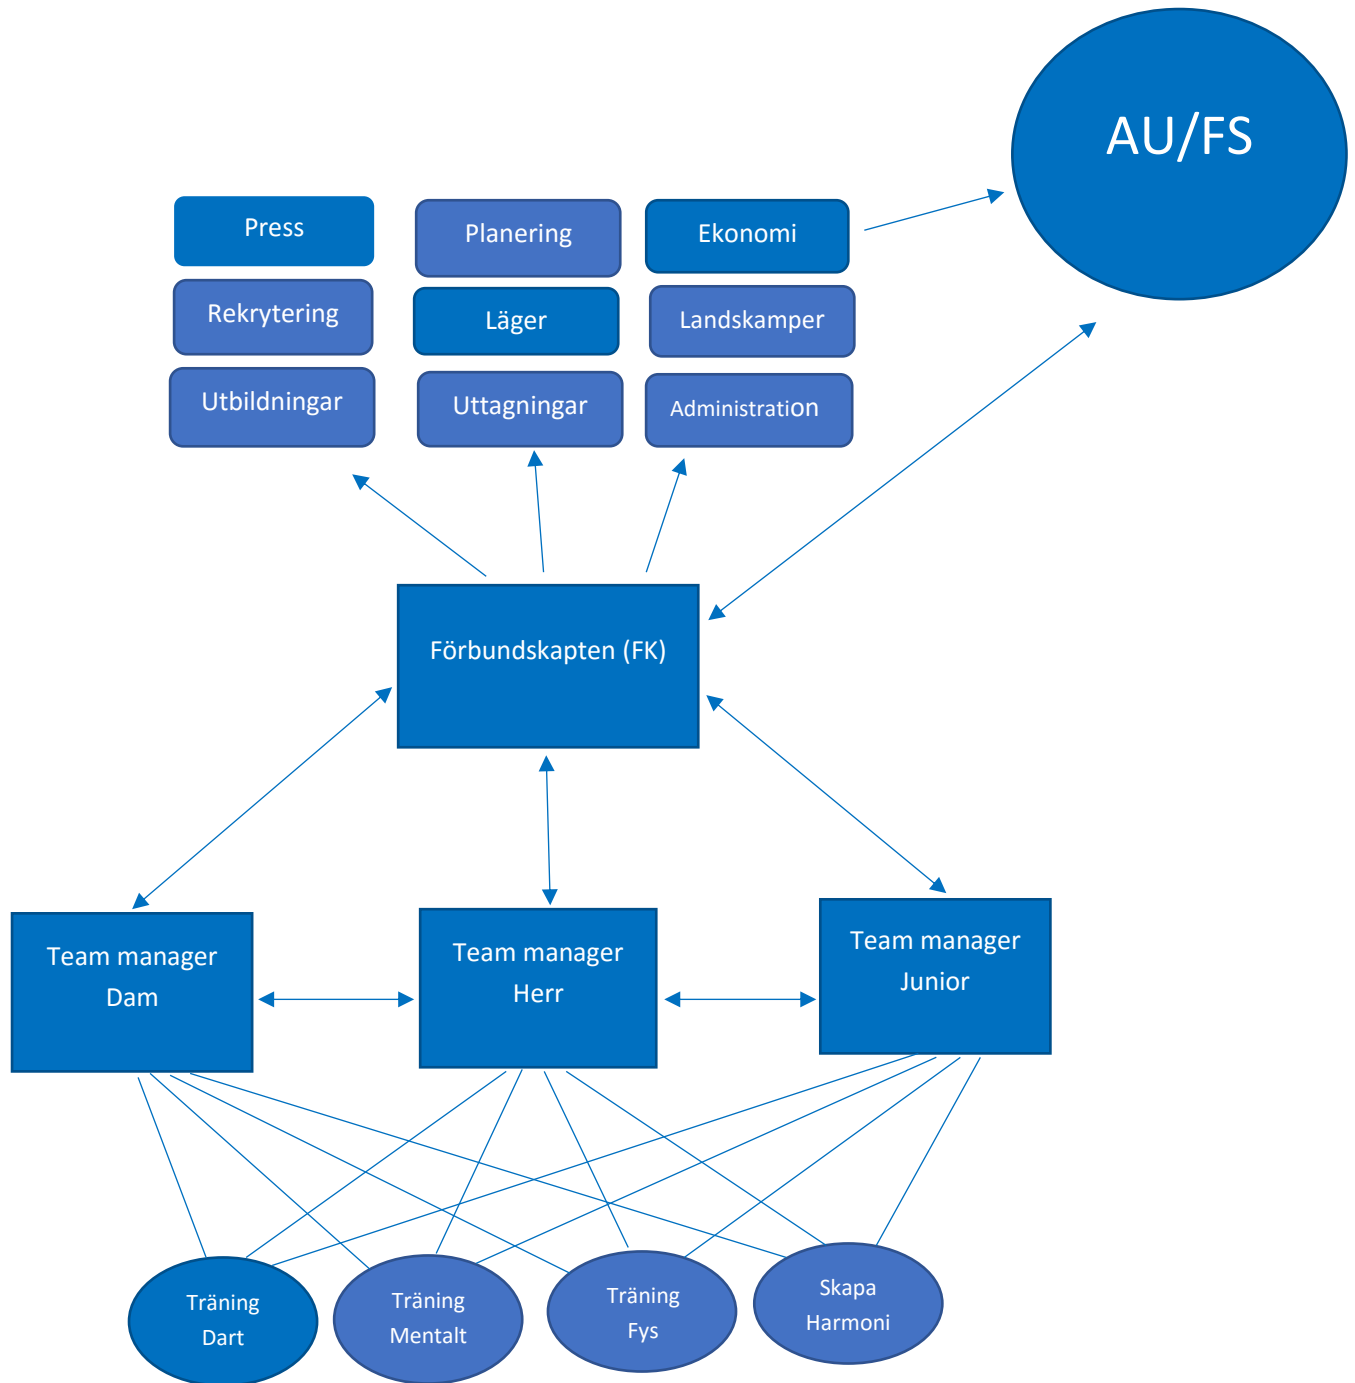 AU/FS
Press
Planering
Ekonomi
Rekrytering
Läger
Landskamper
Utbildningar
Uttagningar
Administration
Förbundskapten (FK)
Team manager
Dam
Team manager
Herr
Team manager
Junior
Träning
Dart
Träning
Mentalt
Träning
Fys
Skapa
Harmoni